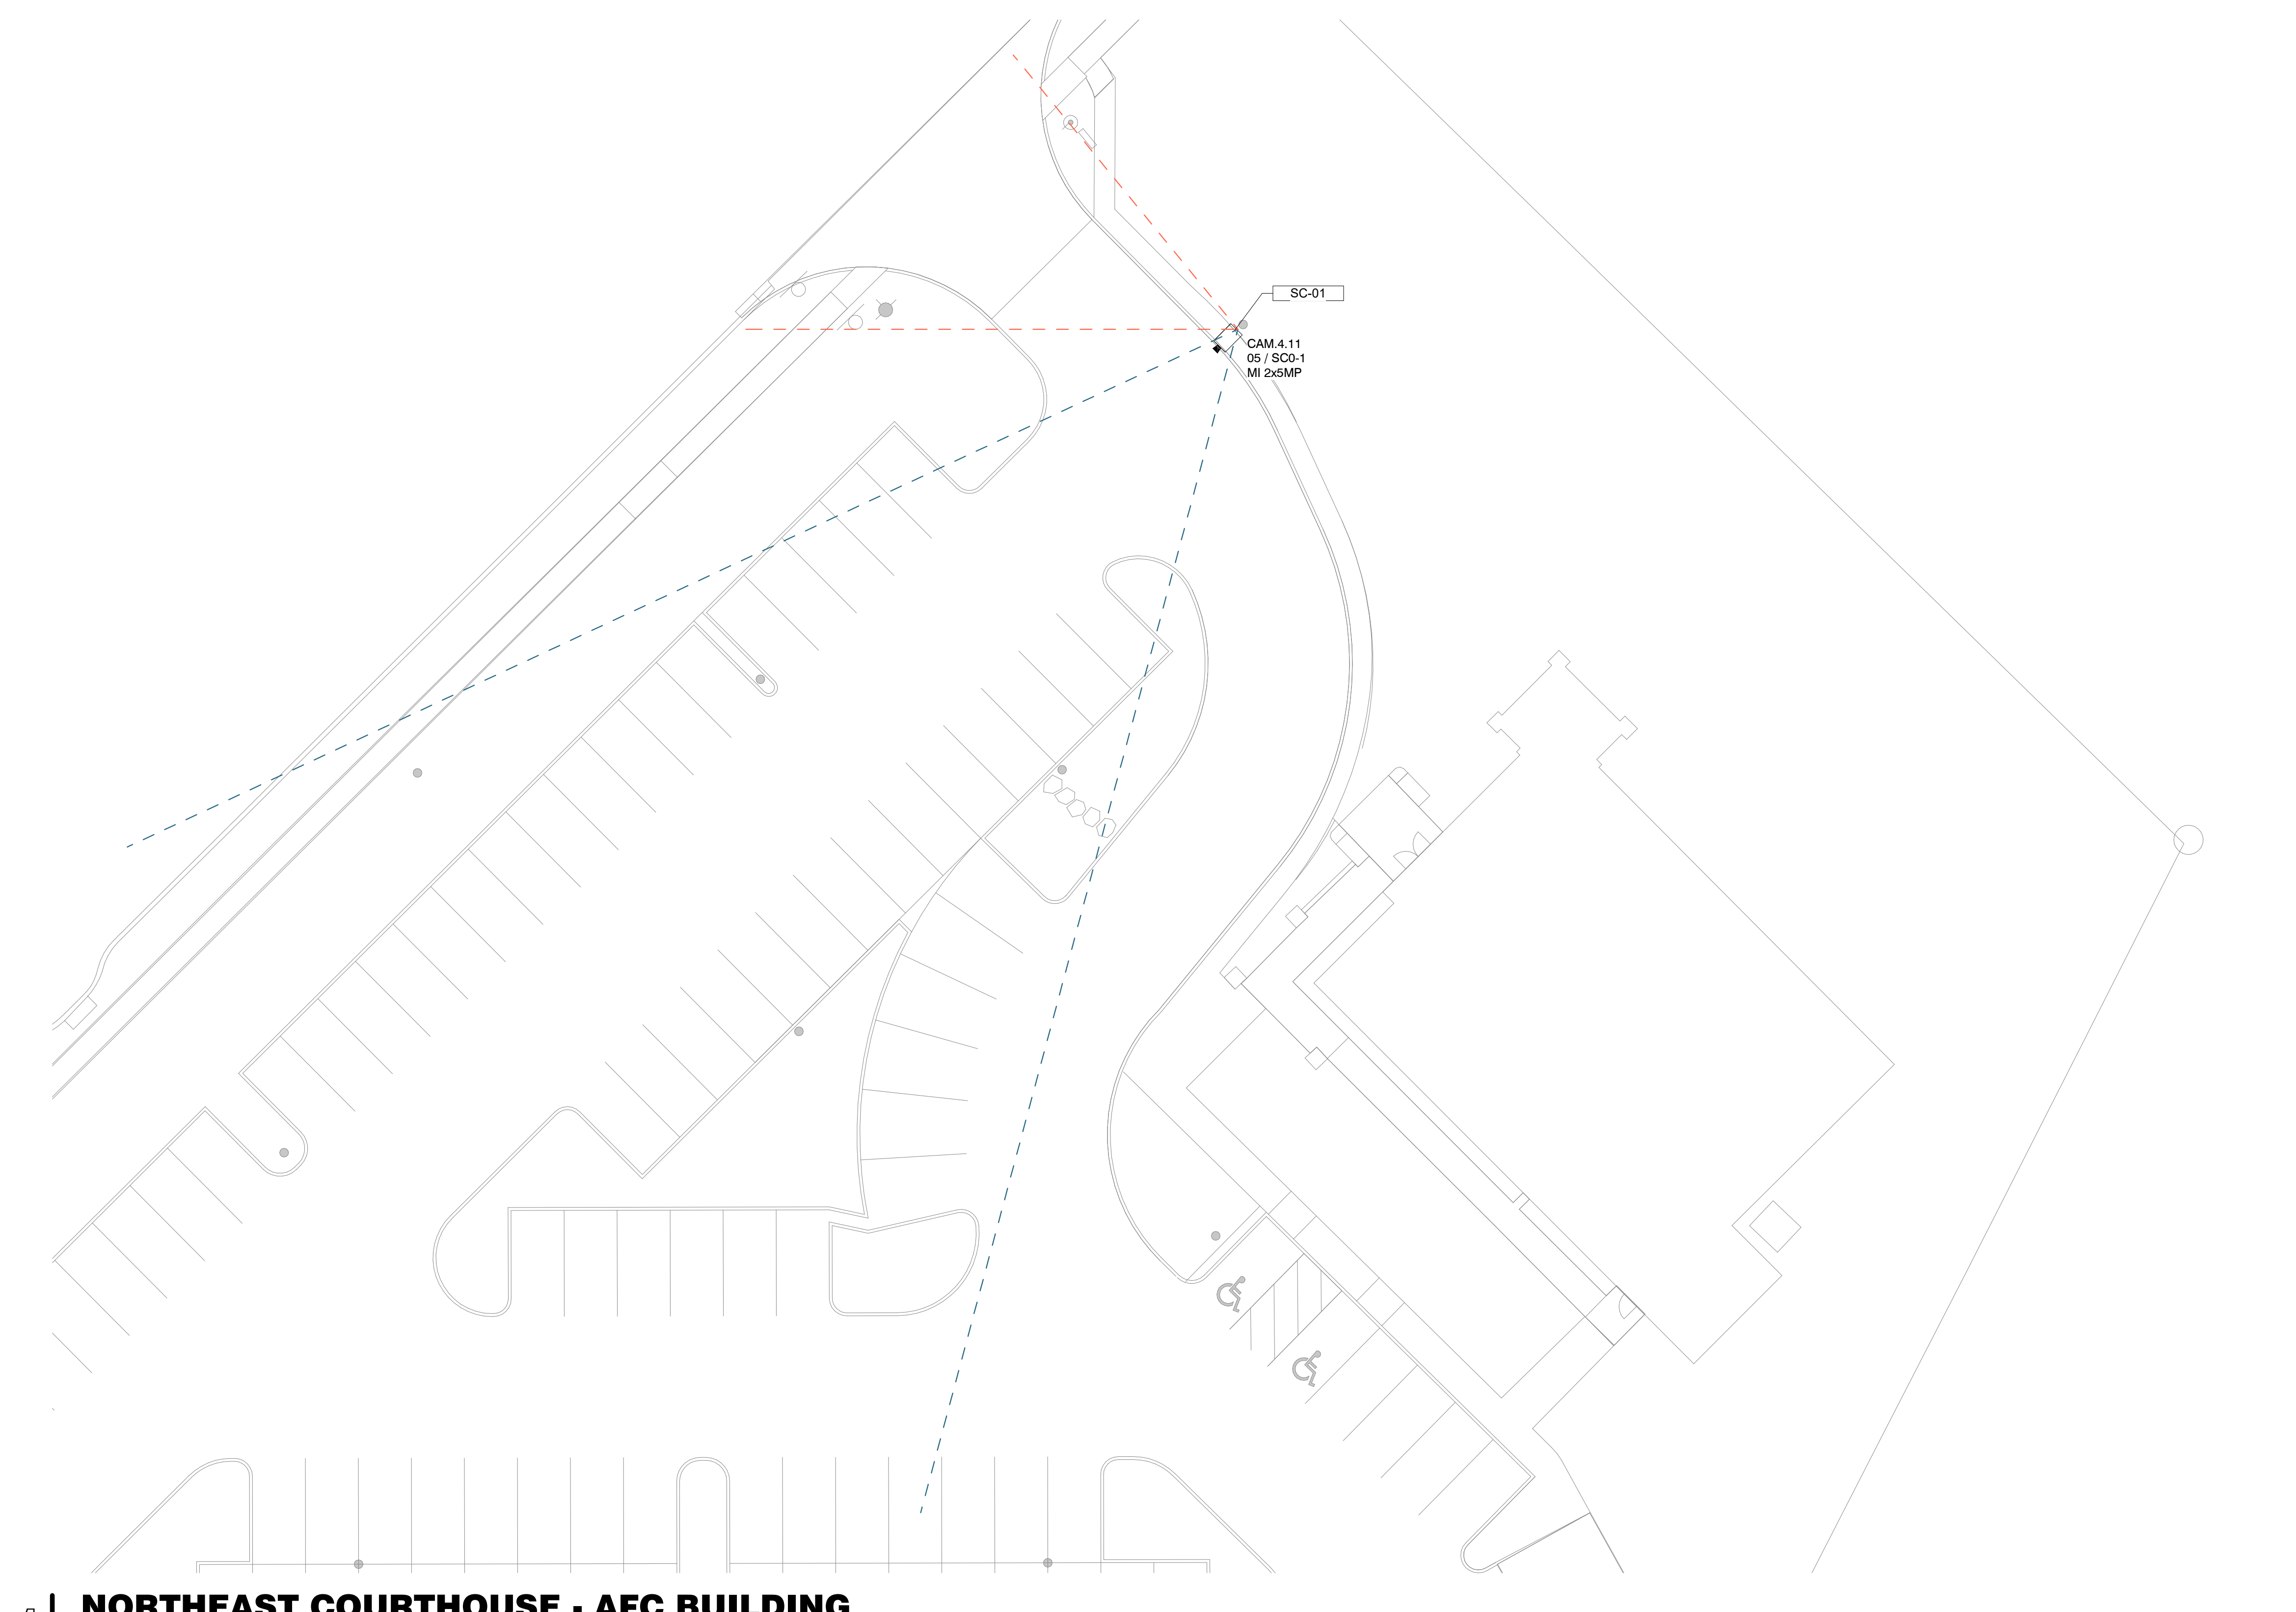 SC-01
CAM.4.11
05 / SC0-1
MI 2x5MP
NORTHEAST COURTHOUSE - AFC BUILDING